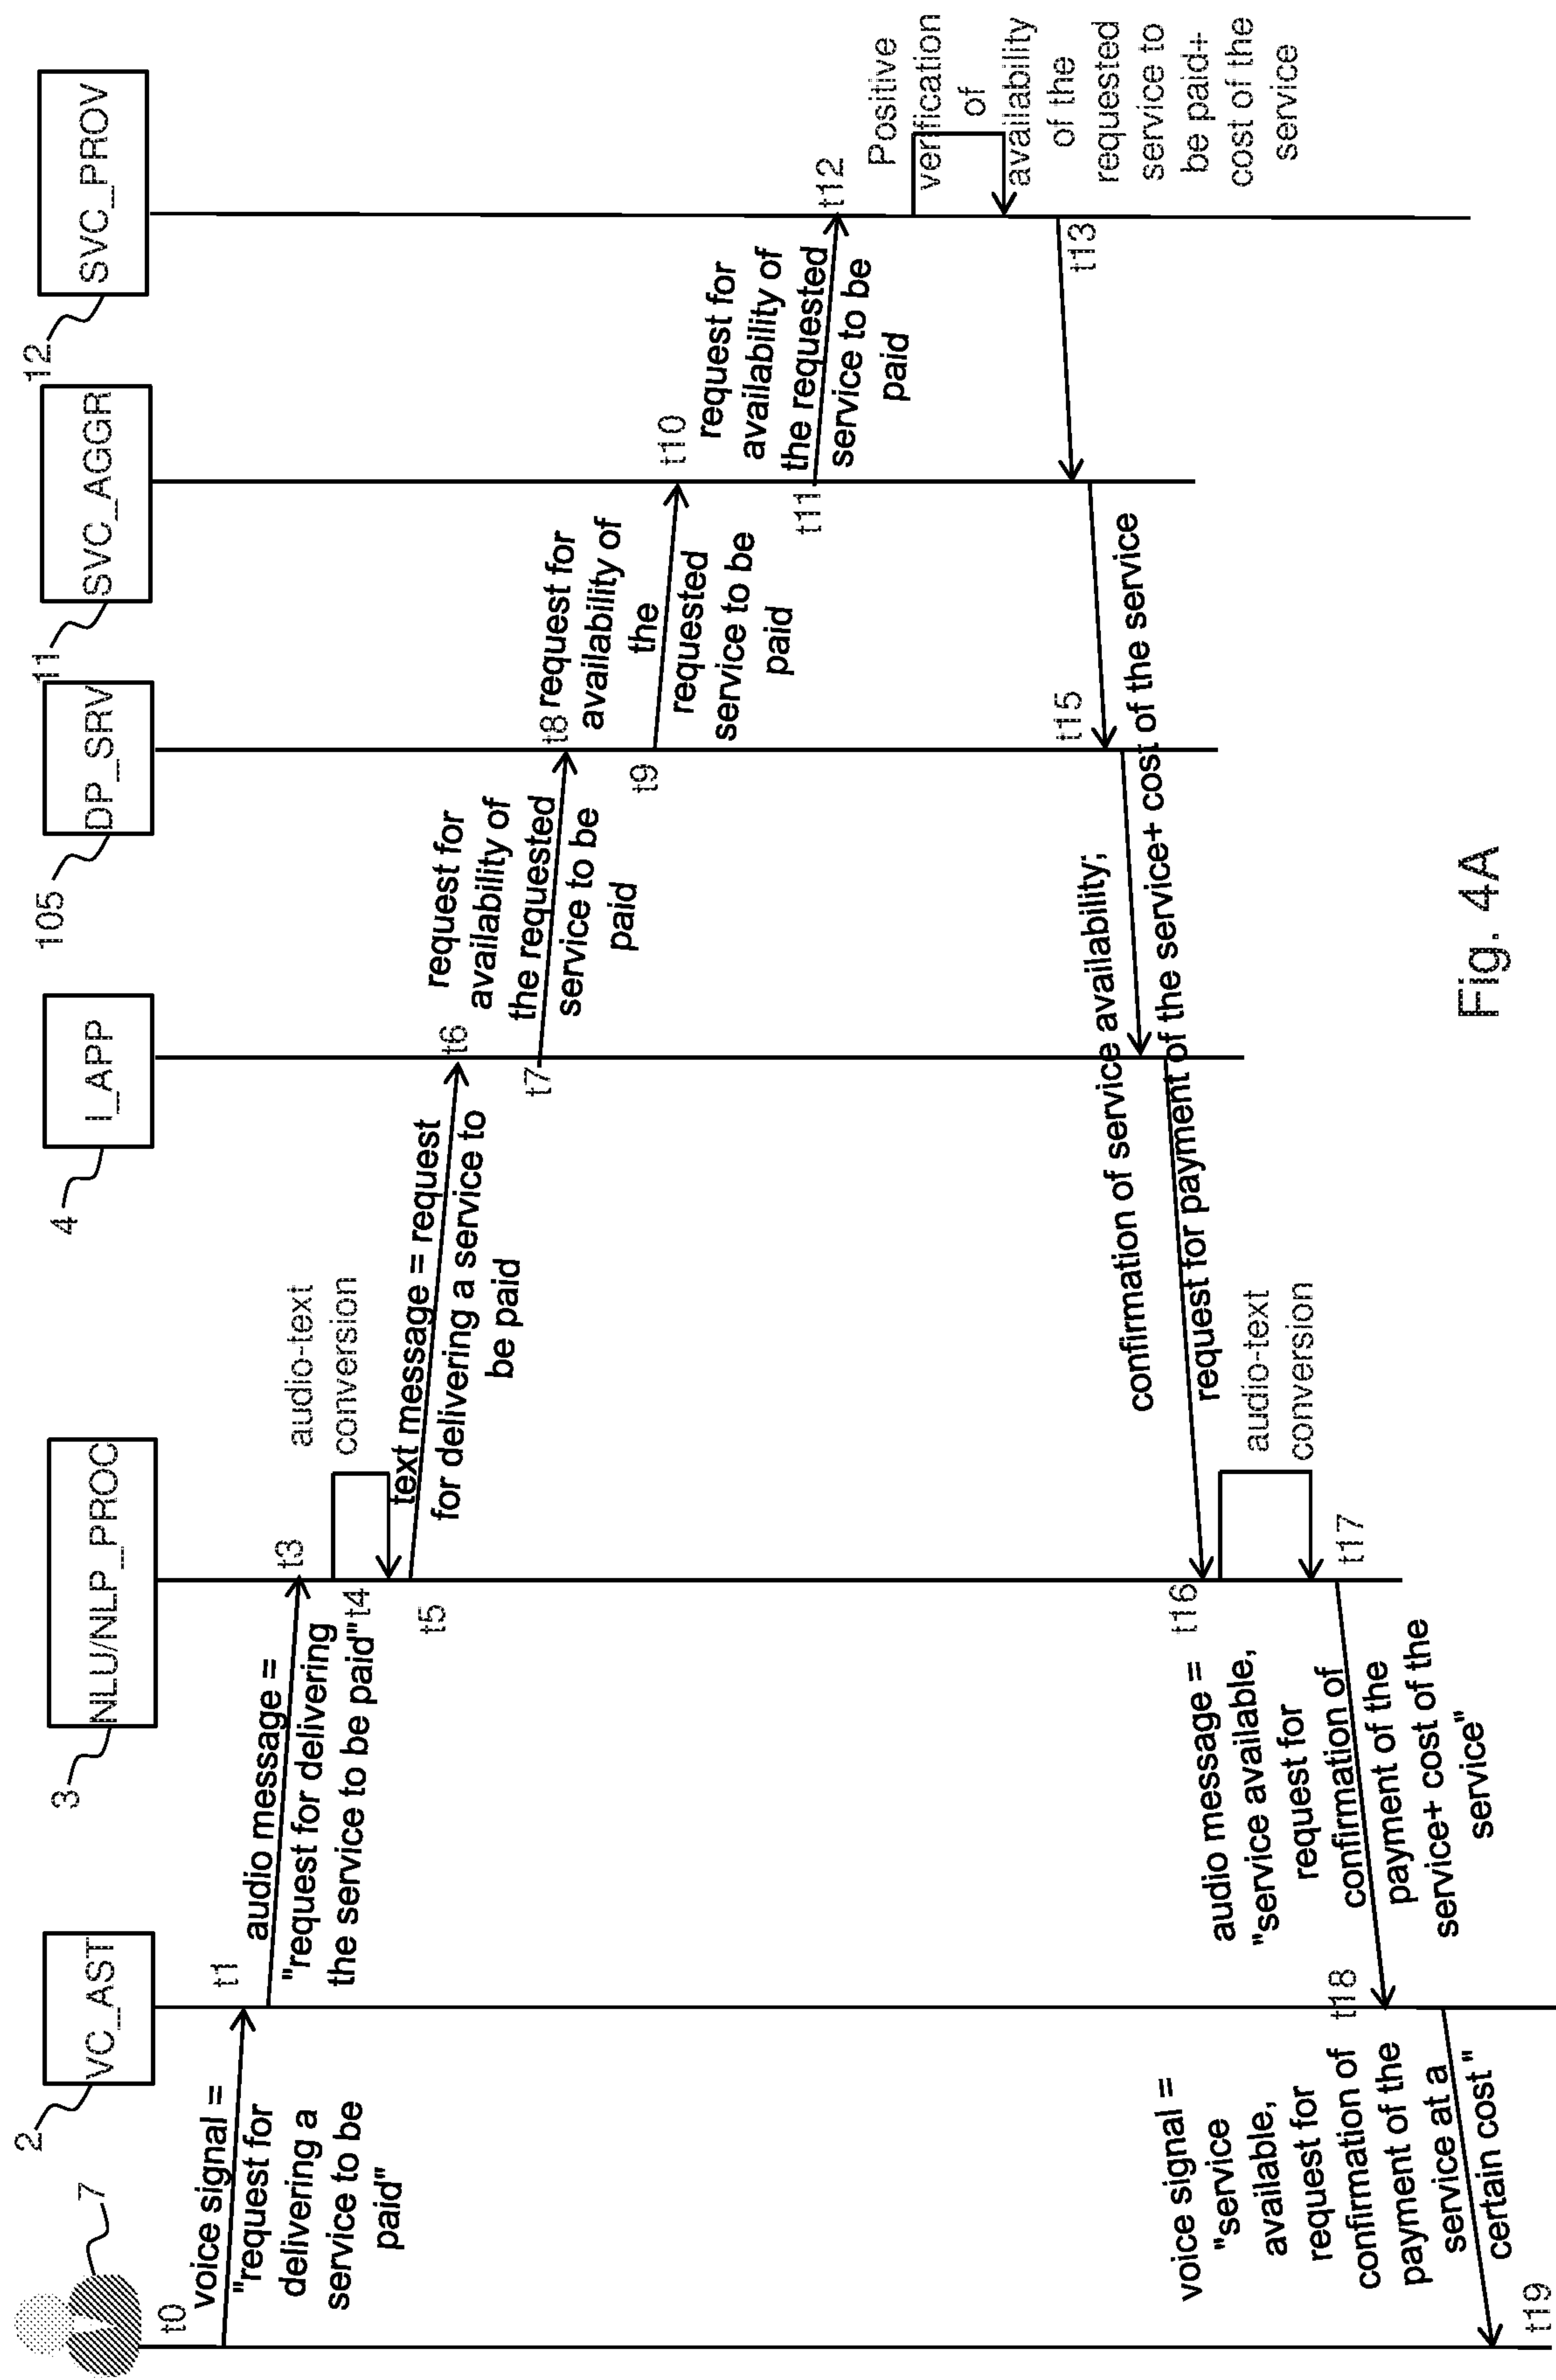 7
2
VC_AST
3
NLU/NLP_PROC
4
I_APP
105
DP_SRV
11
SVC_AGGR
12
SVC_PROV
t0
voice signal =
"request for
delivering a
service to be
paid"
t1
audio message =
"request for delivering
the service to be paid"
t3
t4
audio-text
conversion
t5
text message = request
for delivering a service to
be paid
t6
t7
request for
availability of
the requested
service to be
paid
t8
t9
request for
availability of
the
requested
service to be
paid
t10
t11
request for
availability of
the requested
service to be
paid
t12
Positive
verification
of
availability
of the
requested
service to
be paid+
cost of the
service
t13
t15
confirmation of service availability;
request for payment of the service+ cost of the service
t16
audio-text
conversion
t17
audio message =
"service available,
request for
confirmation of
payment of the
service+ cost of the
service"
t18
voice signal =
"service
available,
request for
confirmation of
payment of the
service at a
certain cost "
t19
Fig. 4A